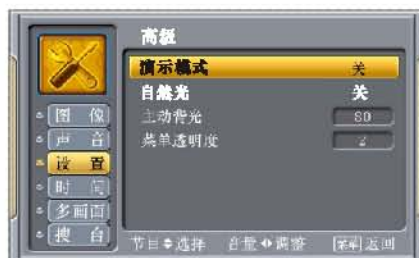 高级
演示模式 关
自然光 关
主动背光 80
菜单透明度 2
图 像
声 音
设 置
时 间
多画面
搜 台
节目选择 音量调整 菜单返回